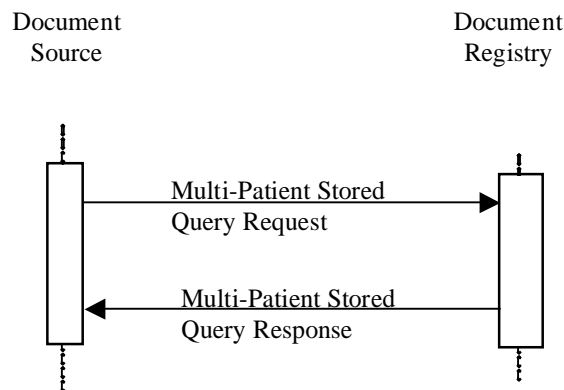 Document
Source
Document
Registry
Multi-Patient Stored
Query Request
Multi-Patient Stored
Query Response